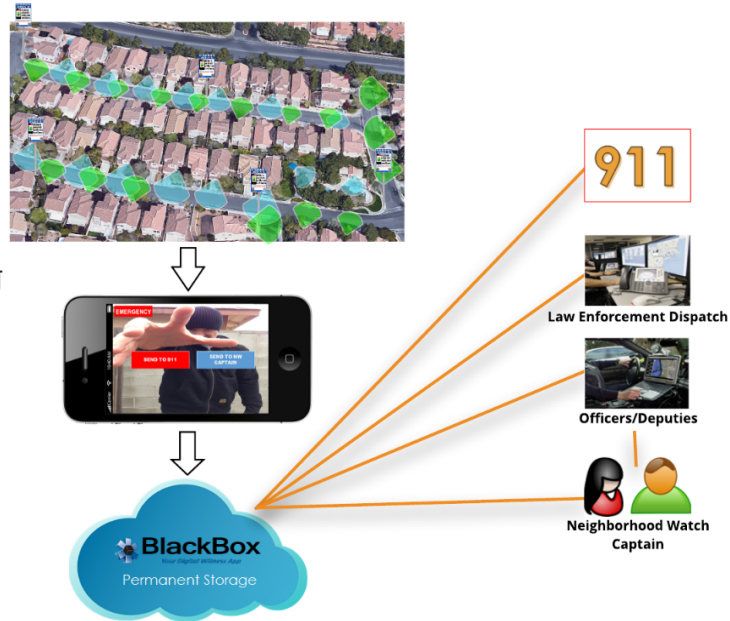 911
Law Enforcement Dispatch
EMERGENCY
SEND TO 911
SEND TO NW
CAPTAIN
Officers/Deputies
BlackBox
Your Digital Witness App
Permanent Storage
Neighborhood Watch
Captain